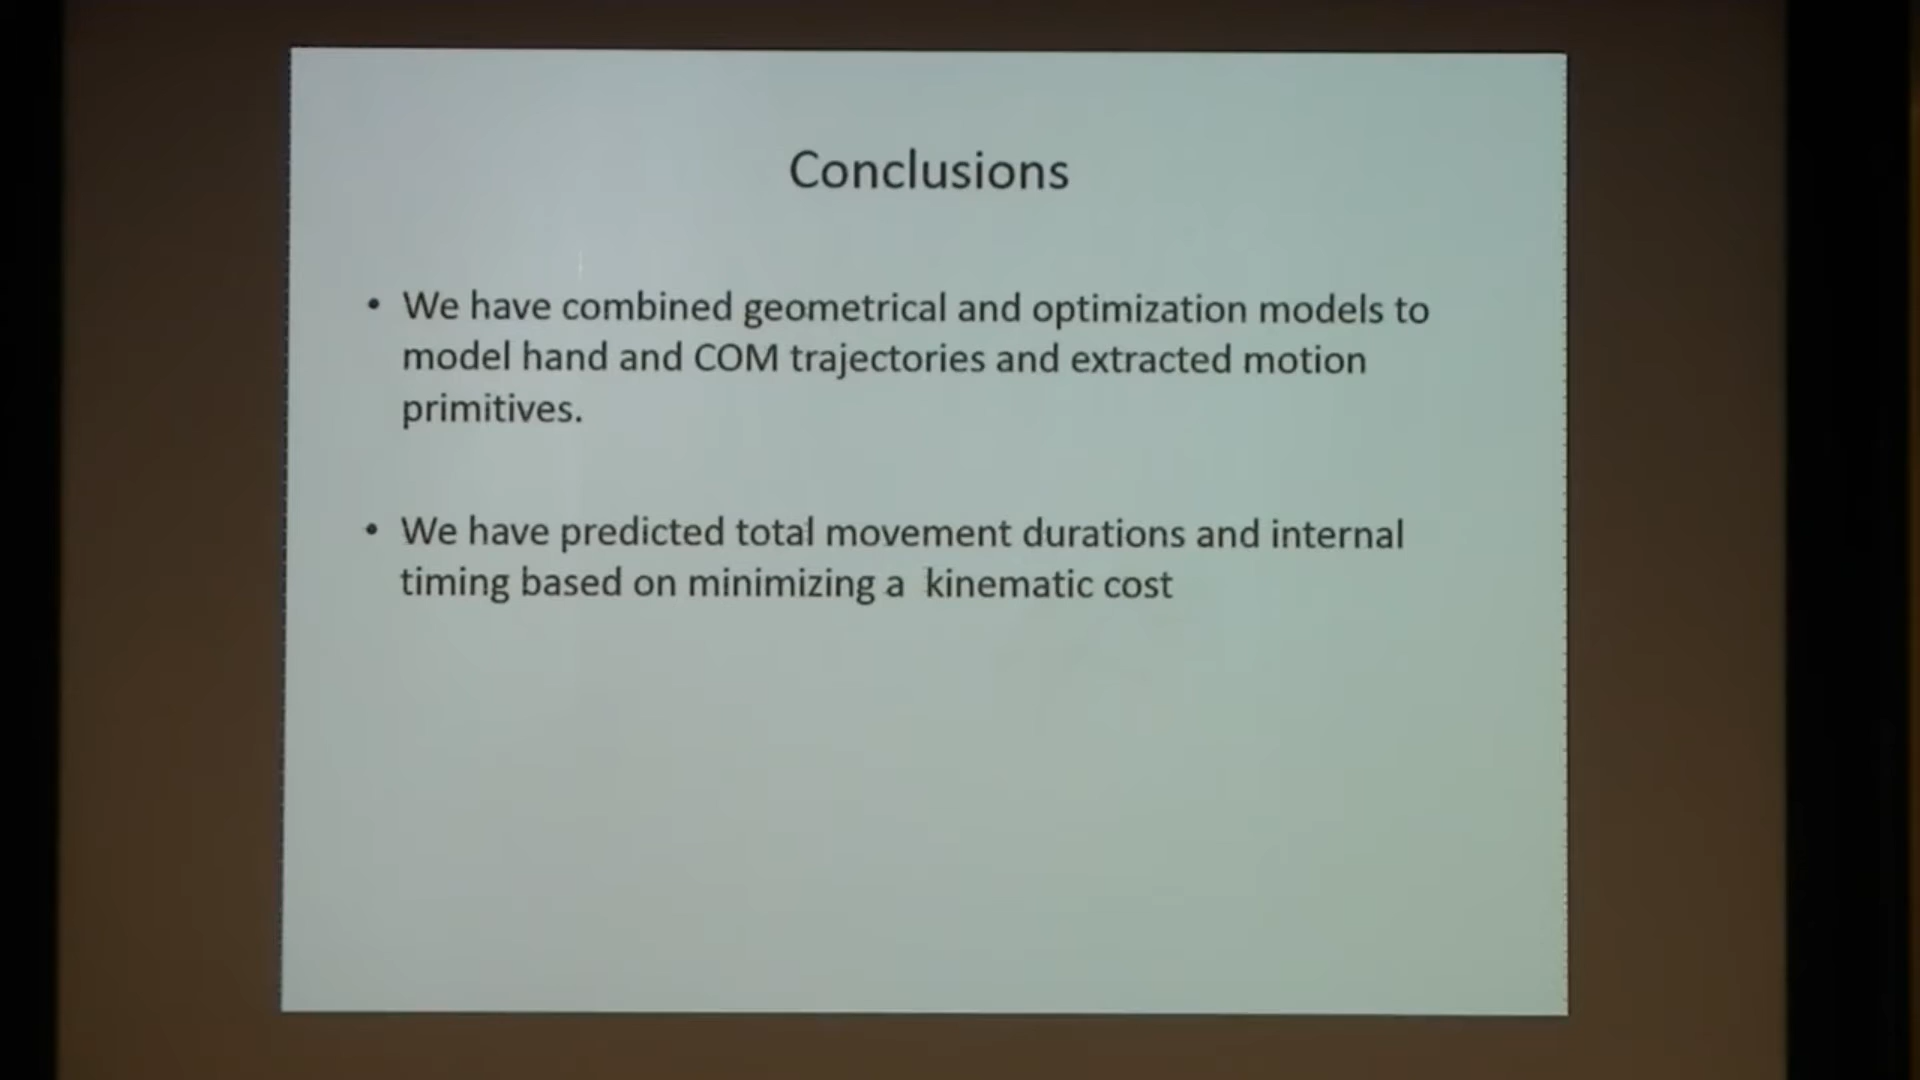 Conclusions
• We have combined geometrical and optimization models to
model hand and COM trajectories and extracted motion
primitives.
• We have predicted total movement durations and internal
timing based on minimizing a  kinematic cost